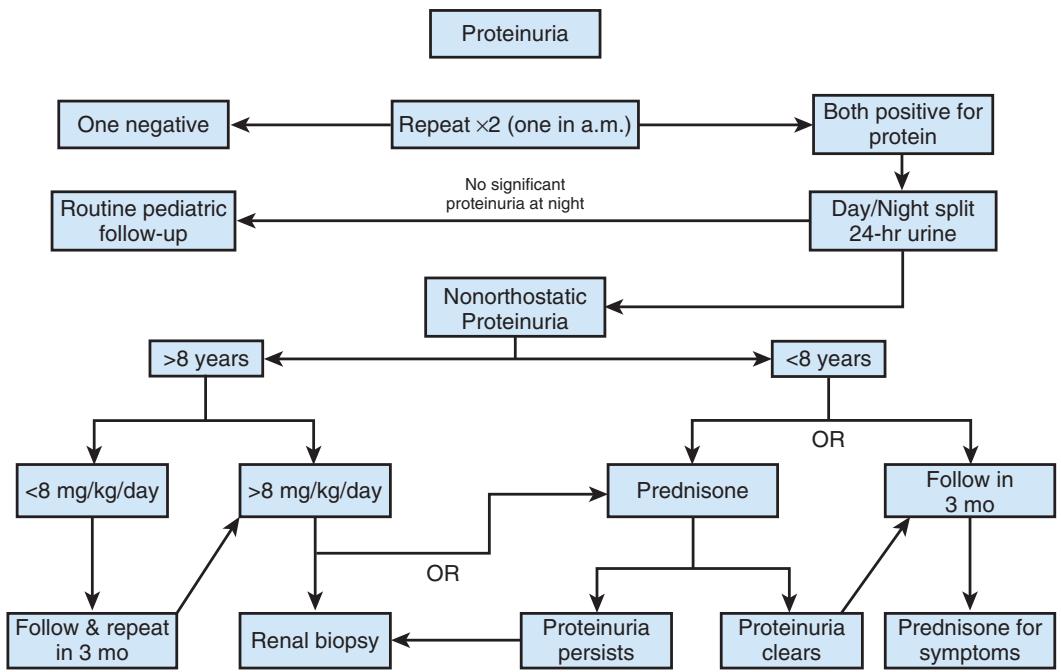 Proteinuria
One negative
Repeat ×2 (one in a.m.)
Both positive for
protein
No significant
proteinuria at night
Routine pediatric
follow-up
Day/Night split
24-hr urine
Nonorthostatic
Proteinuria
>8 years
<8 years
OR
<8 mg/kg/day
>8 mg/kg/day
Prednisone
Follow in
3 mo
OR
Follow & repeat
in 3 mo
Renal biopsy
Proteinuria
persists
Proteinuria
clears
Prednisone for
symptoms